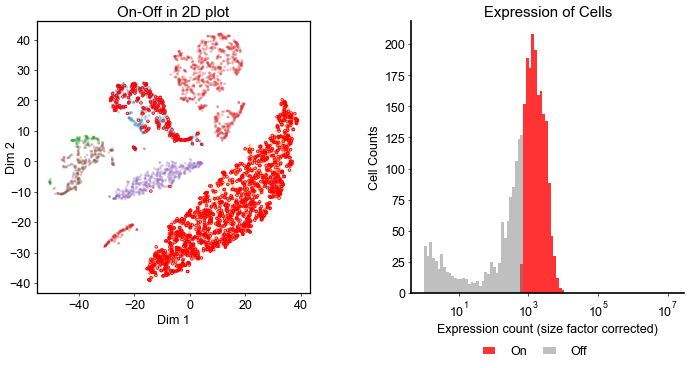 On-Off in 2D plot
Dim 2
40
30
20
10
0
−10
−20
−30
−40
−40 −20 0 20 40
Dim 1
Expression of Cells
Cell Counts
200
175
150
125
100
75
50
25
0
10^1 10^3 10^5 10^7
Expression count (size factor corrected)
On Off